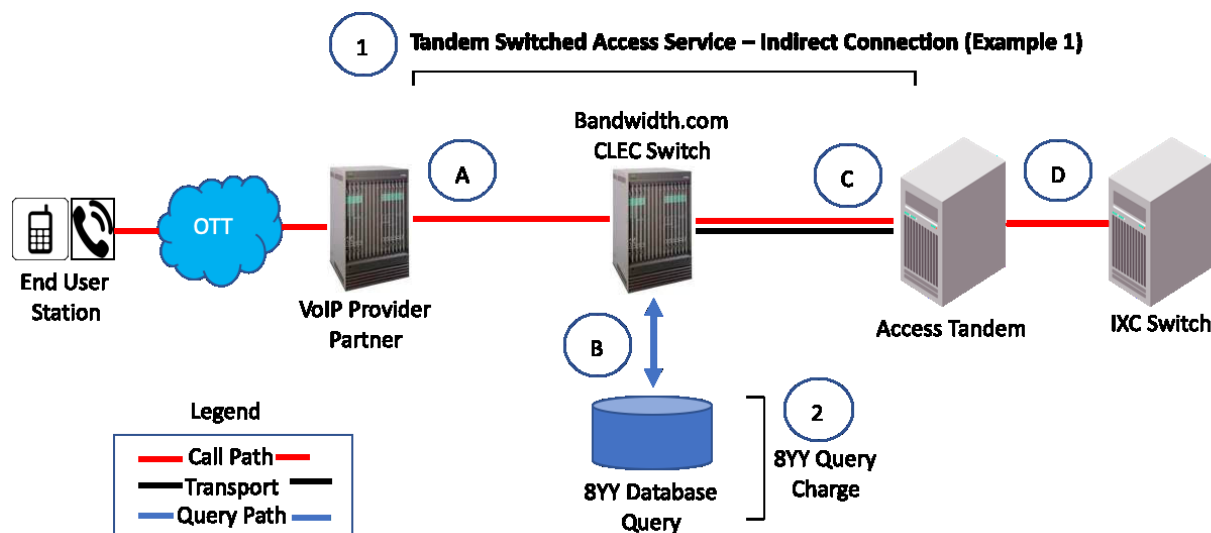 1
Tandem Switched Access Service – Indirect Connection (Example 1)
Bandwidth.com
CLEC Switch
A
C
D
OTT
End User
Station
VoIP Provider
Partner
Access Tandem
IXC Switch
B
2
8YY Query
Charge
8YY Database
Query
Legend
Call Path
Transport
Query Path